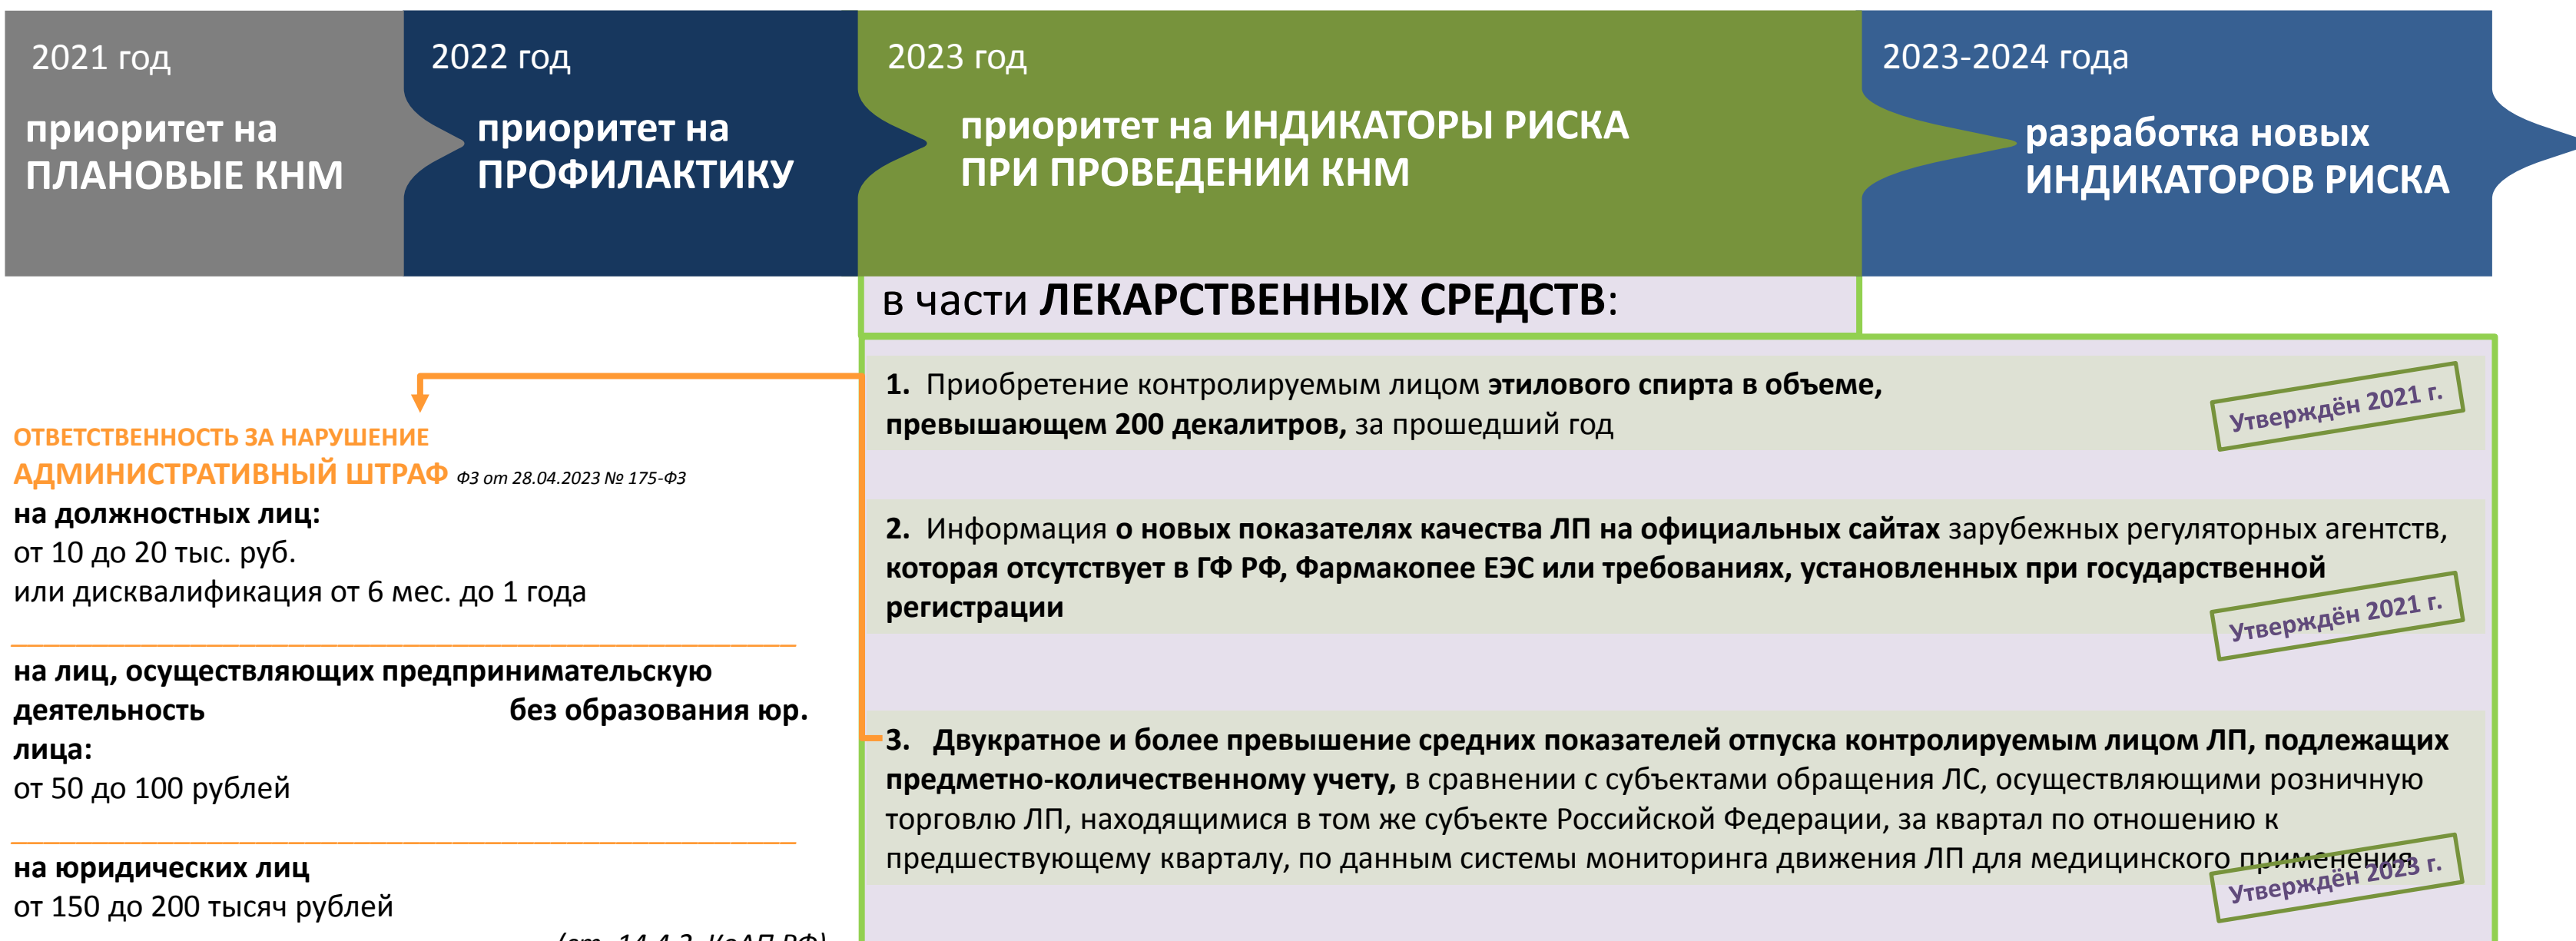 2021 год
приоритет на
ПЛАНОВЫЕ КНМ
2022 год
приоритет на
ПРОФИЛАКТИКУ
2023 год
приоритет на ИНДИКАТОРЫ РИСКА
ПРИ ПРОВЕДЕНИИ КНМ
2023-2024 года
разработка новых
ИНДИКАТОРОВ РИСКА
в части ЛЕКАРСТВЕННЫХ СРЕДСТВ:
ОТВЕТСТВЕННОСТЬ ЗА НАРУШЕНИЕ
АДМИНИСТРАТИВНЫЙ ШТРАФ ФЗ от 28.04.2023 № 175-ФЗ
на должностных лиц:
от 10 до 20 тыс. руб.
или дисквалификация от 6 мес. до 1 года
на лиц, осуществляющих предпринимательскую
деятельность без образования юр.
лица:
от 50 до 100 рублей
на юридических лиц
от 150 до 200 тысяч рублей
(ст. 14.4.2. КоАП РФ)
1. Приобретение контролируемым лицом этилового спирта в объеме,
превышающем 200 декалитров, за прошедший год
Утверждён 2021 г.
2. Информация о новых показателях качества ЛП на официальных сайтах зарубежных регуляторных агентств,
которая отсутствует в ГФ РФ, Фармакопее ЕЭС или требованиях, установленных при государственной
регистрации
Утверждён 2021 г.
3. Двукратное и более превышение средних показателей отпуска контролируемым лицом ЛП, подлежащих
предметно-количественному учету, в сравнении с субъектами обращения ЛС, осуществляющими розничную
торговлю ЛП, находящимися в том же субъекте Российской Федерации, за квартал по отношению к
предшествующему кварталу, по данным системы мониторинга движения ЛП для медицинского применения
Утверждён 2023 г.